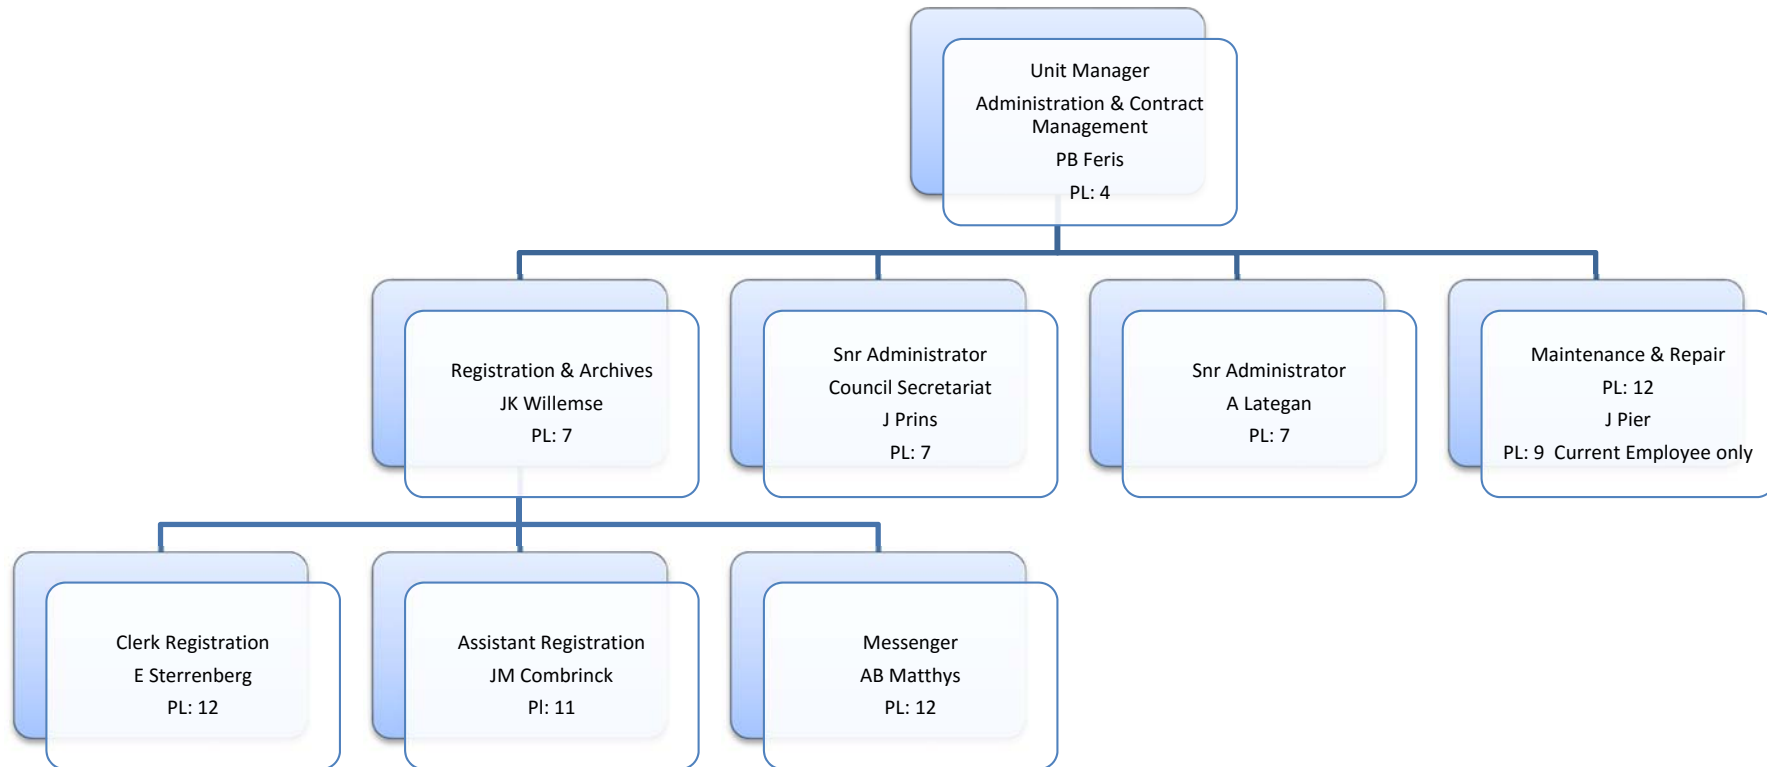 Unit Manager
Administration & Contract
Management
PB Feris
PL: 4
Registration & Archives
JK Willemse
PL: 7
Snr Administrator
Council Secretariat
J Prins
PL: 7
Snr Administrator
A Lategan
PL: 7
Maintenance & Repair
PL: 12
J Pier
PL: 9  Current Employee only
Clerk Registration
E Sterrenberg
PL: 12
Assistant Registration
JM Combrinck
Pl: 11
Messenger
AB Matthys
PL: 12